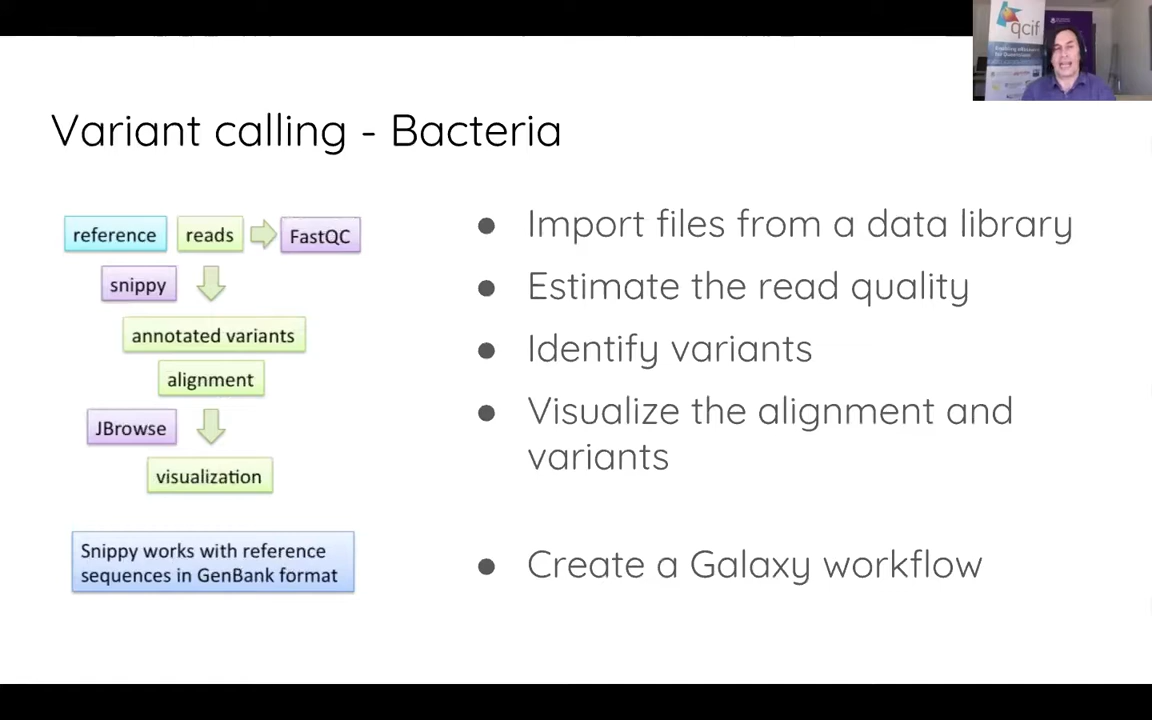 qcif
Variant calling - Bacteria
reference
reads
FastQC
snippy
annotated variants
alignment
JBrowse
visualization
Snippy works with reference
sequences in GenBank format
● Import files from a data library
● Estimate the read quality
● Identify variants
● Visualize the alignment and
variants
● Create a Galaxy workflow